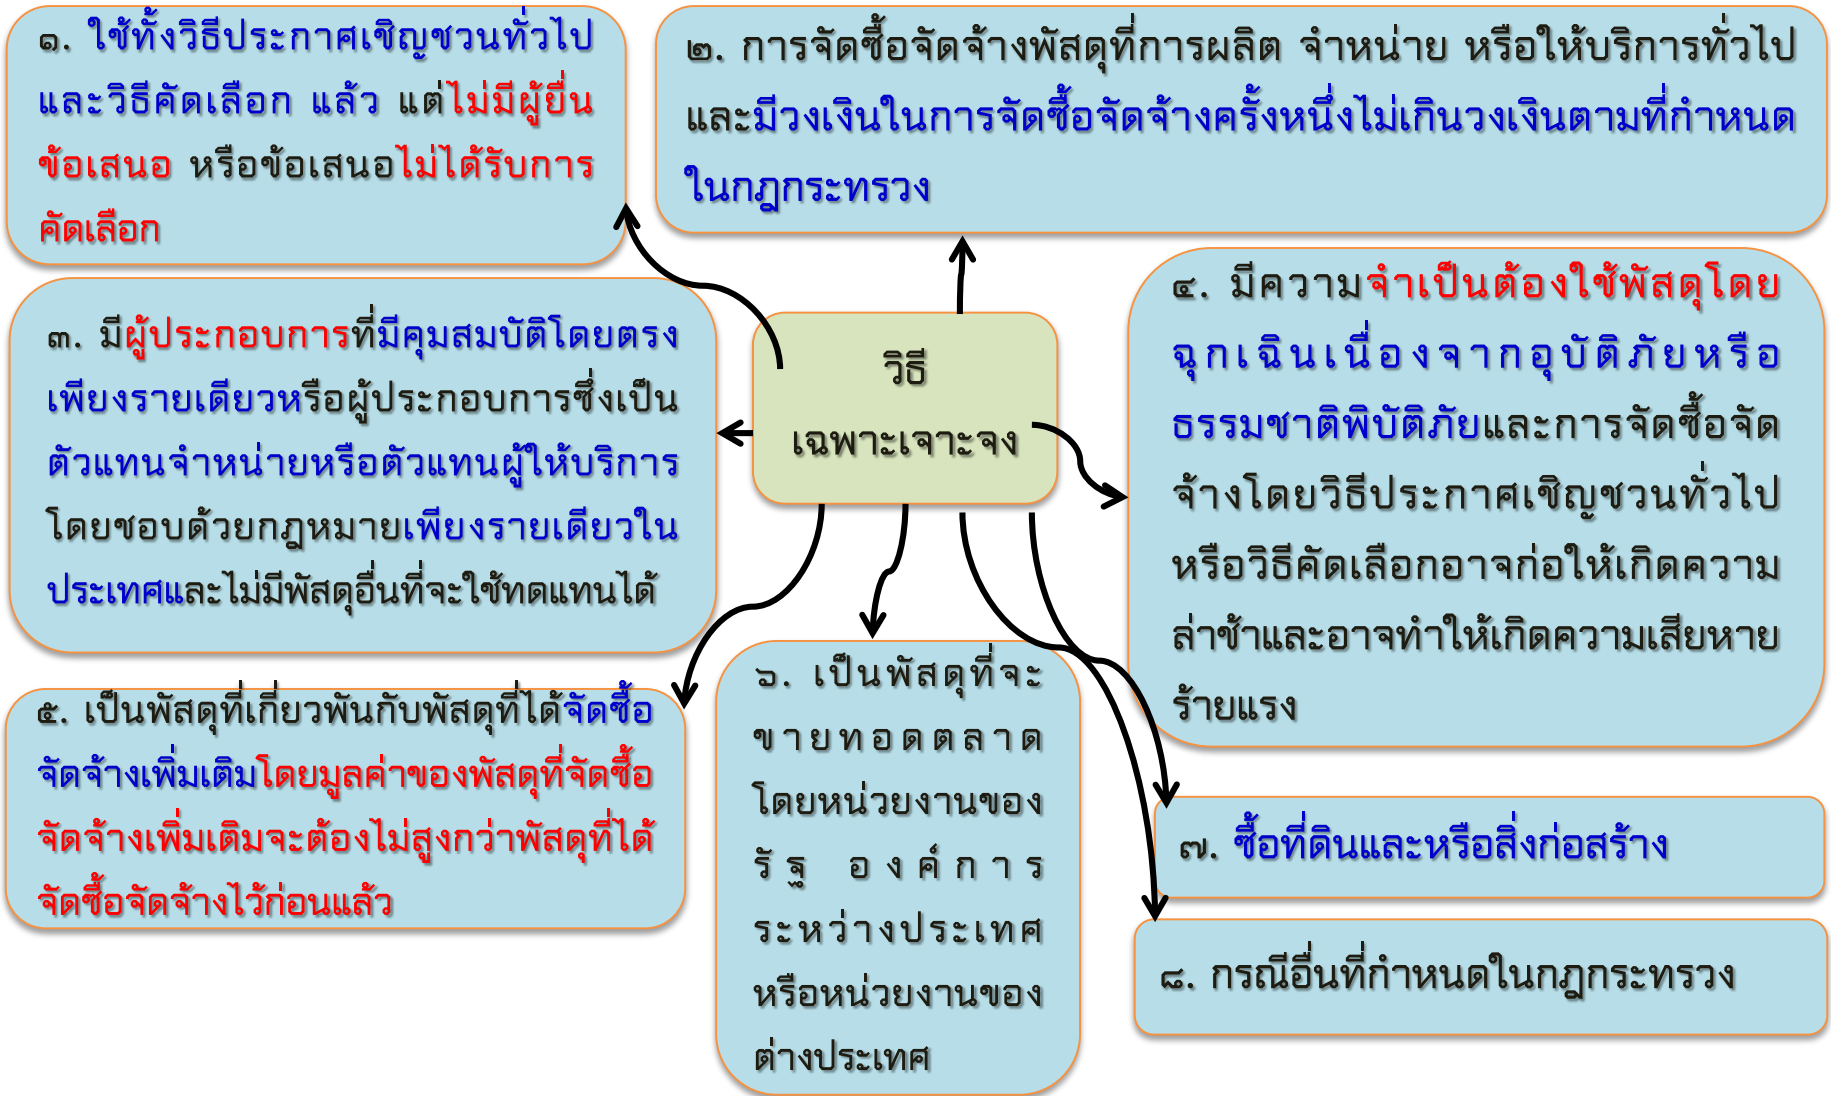 ๑. ใช้ทั้งวิธีประกาศเชิญชวนทั่วไป
และวิธีคัดเลือก แล้ว แต่ไม่มีผู้ยื่น
ข้อเสนอ หรือข้อเสนอไม่ได้รับการ
คัดเลือก
๒. การจัดซื้อจัดจ้างพัสดุที่การผลิต จำหน่าย หรือให้บริการทั่วไป
และมีวงเงินในการจัดซื้อจัดจ้างครั้งหนึ่งไม่เกินวงเงินตามที่กำหนด
ในกฎกระทรวง
๓. มีผู้ประกอบการที่มีคุมสมบัติโดยตรง
เพียงรายเดียวหรือผู้ประกอบการซึ่งเป็น
ตัวแทนจำหน่ายหรือตัวแทนผู้ให้บริการ
โดยชอบด้วยกฎหมายเพียงรายเดียวใน
ประเทศและไม่มีพัสดุอื่นที่จะใช้ทดแทนได้
วิธี
เฉพาะเจาะจง
๔. มีความจำเป็นต้องใช้พัสดุโดย
ฉุกเฉินเนื่องจากอุบัติภัยหรือ
ธรรมชาติพิบัติภัยและการจัดซื้อจัด
จ้างโดยวิธีประกาศเชิญชวนทั่วไป
หรือวิธีคัดเลือกอาจก่อให้เกิดความ
ล่าช้าและอาจทำให้เกิดความเสียหาย
ร้ายแรง
๕. เป็นพัสดุที่เกี่ยวพันกับพัสดุที่ได้จัดซื้อ
จัดจ้างเพิ่มเติมโดยมูลค่าของพัสดุที่จัดซื้อ
จัดจ้างเพิ่มเติมจะต้องไม่สูงกว่าพัสดุที่ได้
จัดซื้อจัดจ้างไว้ก่อนแล้ว
๖. เป็นพัสดุที่จะ
ขายทอดตลาด
โดยหน่วยงานของ
รัฐ องค์การ
ระหว่างประเทศ
หรือหน่วยงานของ
ต่างประเทศ
๗. ซื้อที่ดินและหรือสิ่งก่อสร้าง
๘. กรณีอื่นที่กำหนดในกฎกระทรวง